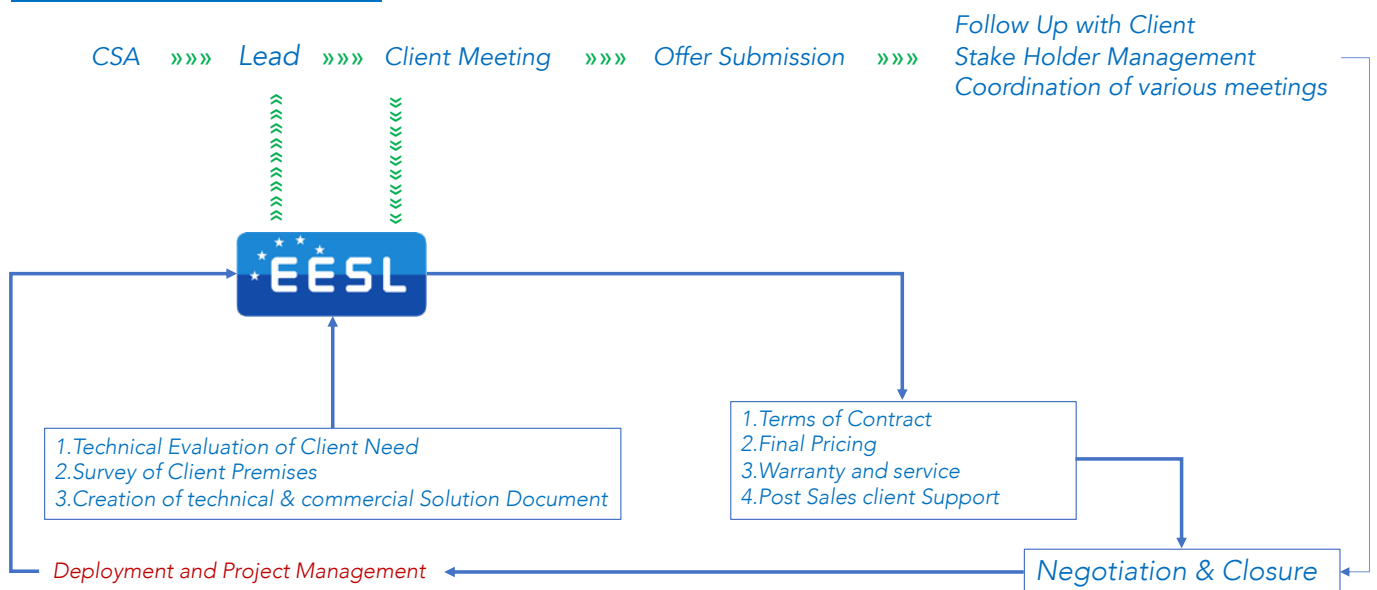 CSA »»» Lead »»» Client Meeting »»» Offer Submission »»»
Follow Up with Client
Stake Holder Management
Coordination of various meetings
EESL
1.Technical Evaluation of Client Need
2.Survey of Client Premises
3.Creation of technical & commercial Solution Document
1.Terms of Contract
2.Final Pricing
3.Warranty and service
4.Post Sales client Support
Deployment and Project Management
Negotiation & Closure